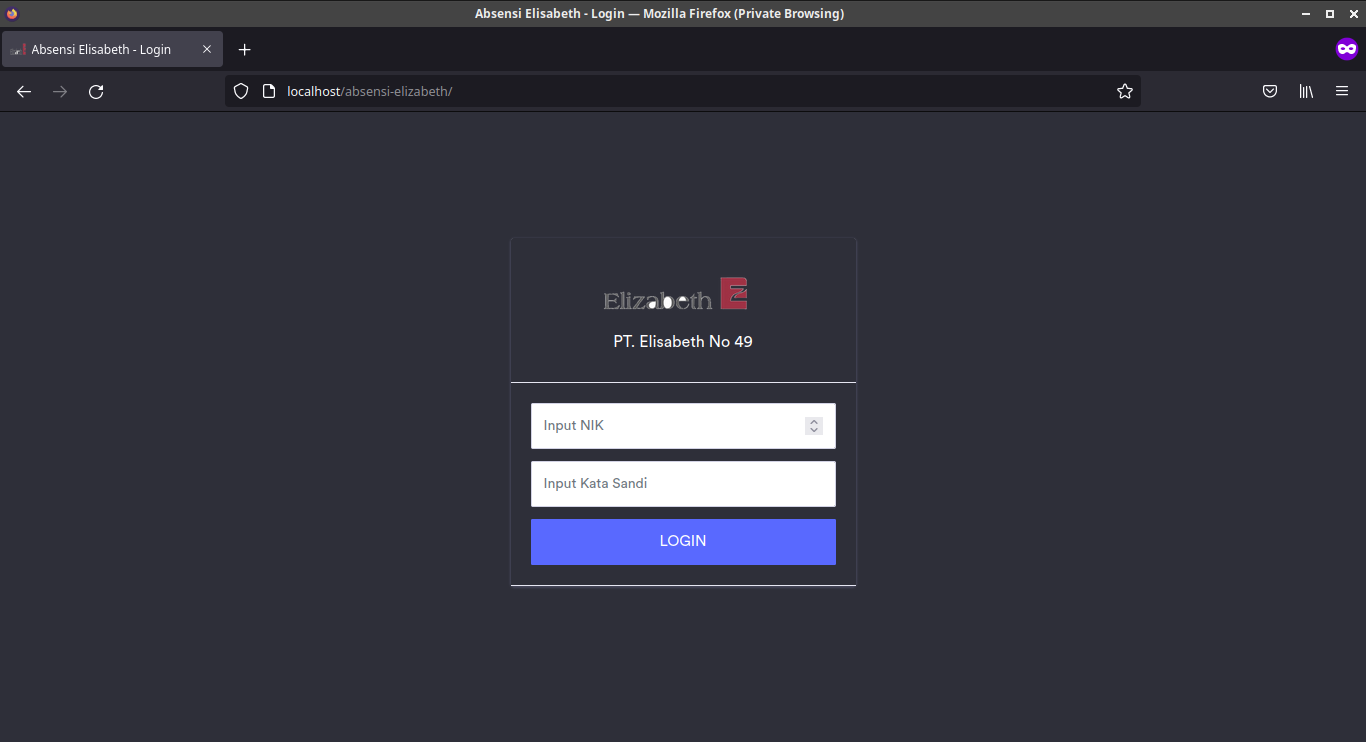 Absensi Elisabeth - Login — Mozilla Firefox (Private Browsing)
Absensi Elisabeth - Login
localhost/absensi-elizabeth/
Elizabeth E
PT. Elisabeth No 49
Input NIK
Input Kata Sandi
LOGIN